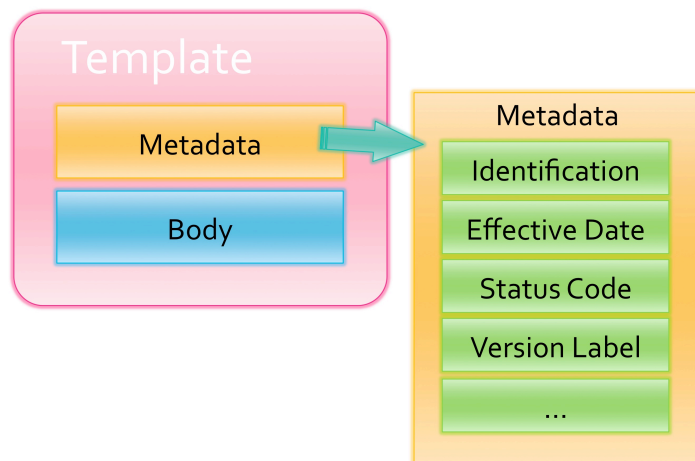 Template
Metadata
Body
Metadata
Identification
Effective Date
Status Code
Version Label
...